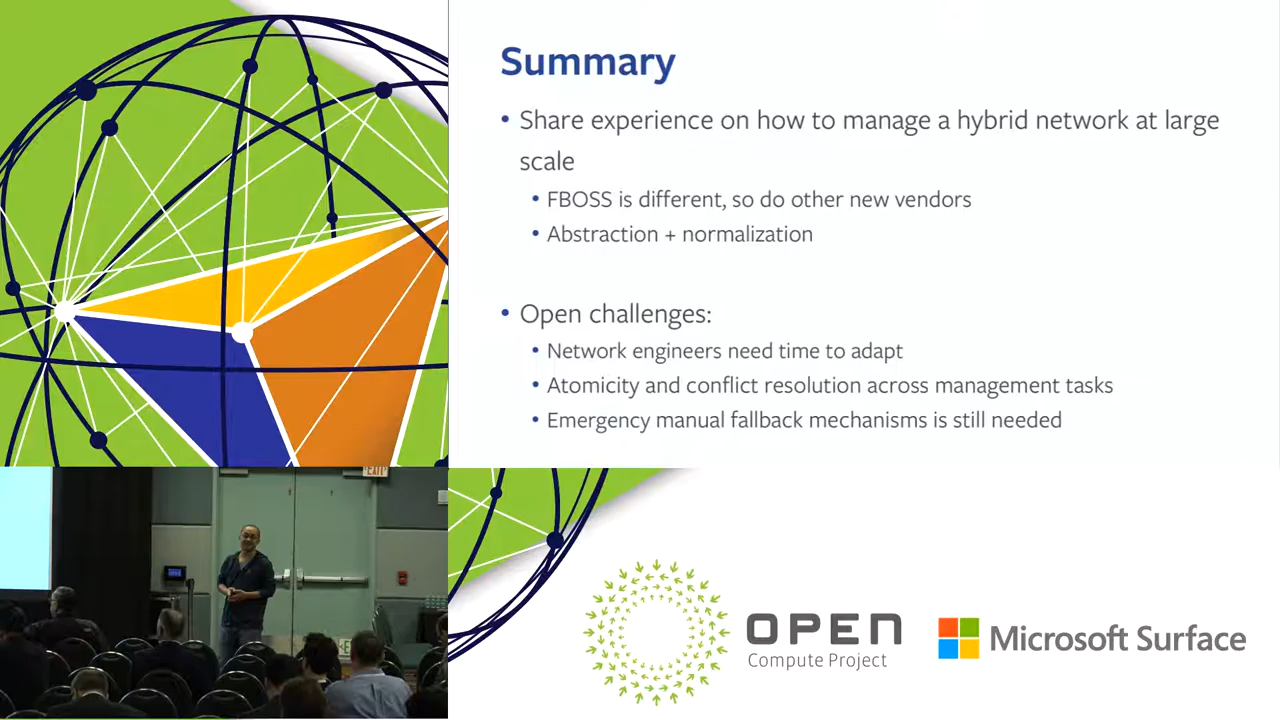 Summary
• Share experience on how to manage a hybrid network at large
scale
• FBOSS is different, so do other new vendors
• Abstraction + normalization
• Open challenges:
• Network engineers need time to adapt
• Atomicity and conflict resolution across management tasks
• Emergency manual fallback mechanisms is still needed
EXIT
OPEN
Compute Project
Microsoft Surface